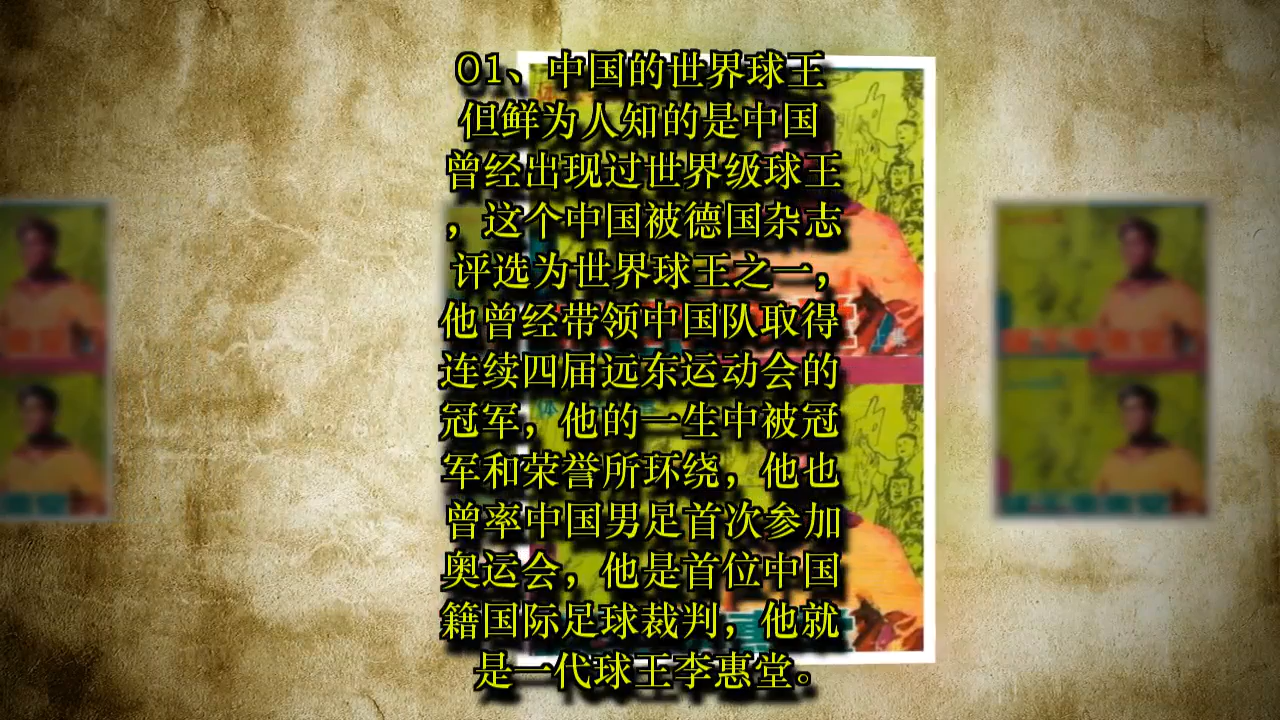 01、中国的世界球王
但鲜为人知的是中国
曾经出现过世界级球王
，这个中国被德国杂志
评选为世界球王之一，
他曾经带领中国队取得
连续四届远东运动会的
冠军，他的一生中被冠
军和荣誉所环绕，他也
曾率中国男足首次参加
奥运会，他是首位中国
籍国际足球裁判，他就
是一代球王李惠堂。